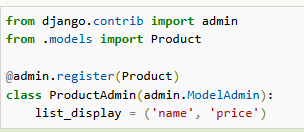 from django.contrib import admin
from .models import Product

@admin.register(Product)
class ProductAdmin(admin.ModelAdmin):
    list_display = ('name', 'price')